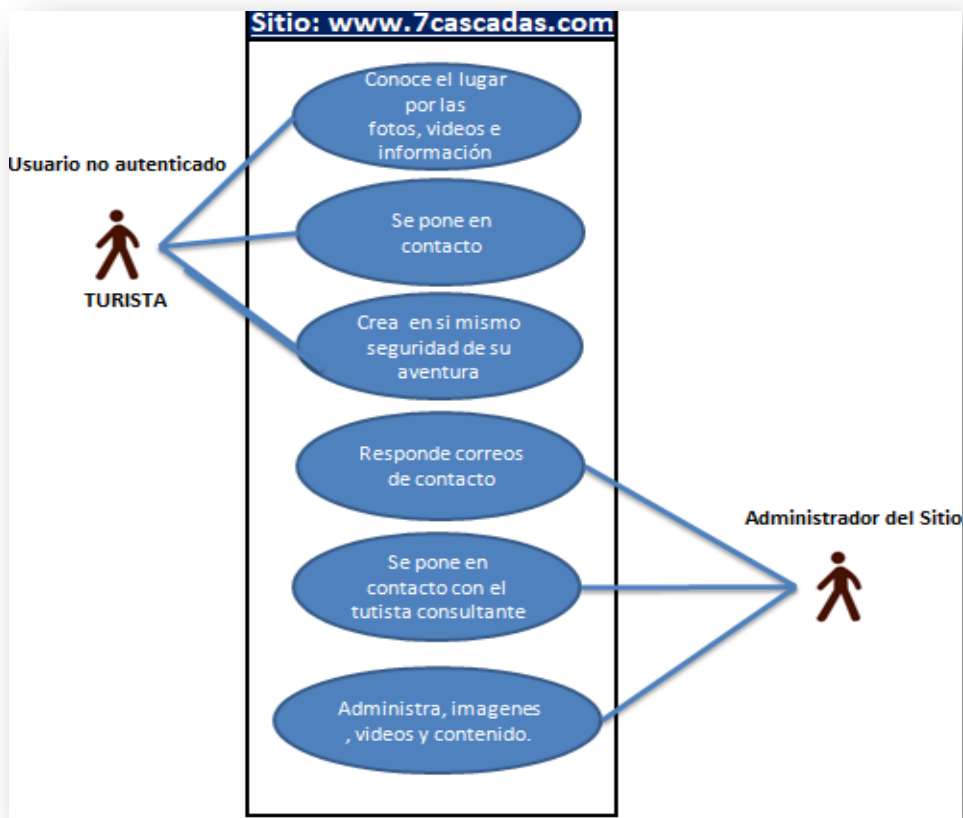 Sitio: www.7cascadas.com
Conoce el lugar
por las
fotos, videos e
información
Usuario no autenticado
Se pone en
contacto
TURISTA
Crea en si mismo
seguridad de su
aventura
Responde correos
de contacto
Administrador del Sitio
Se pone en
contacto con el
tutista consultante
Administra, imagenes
, videos y contenido.